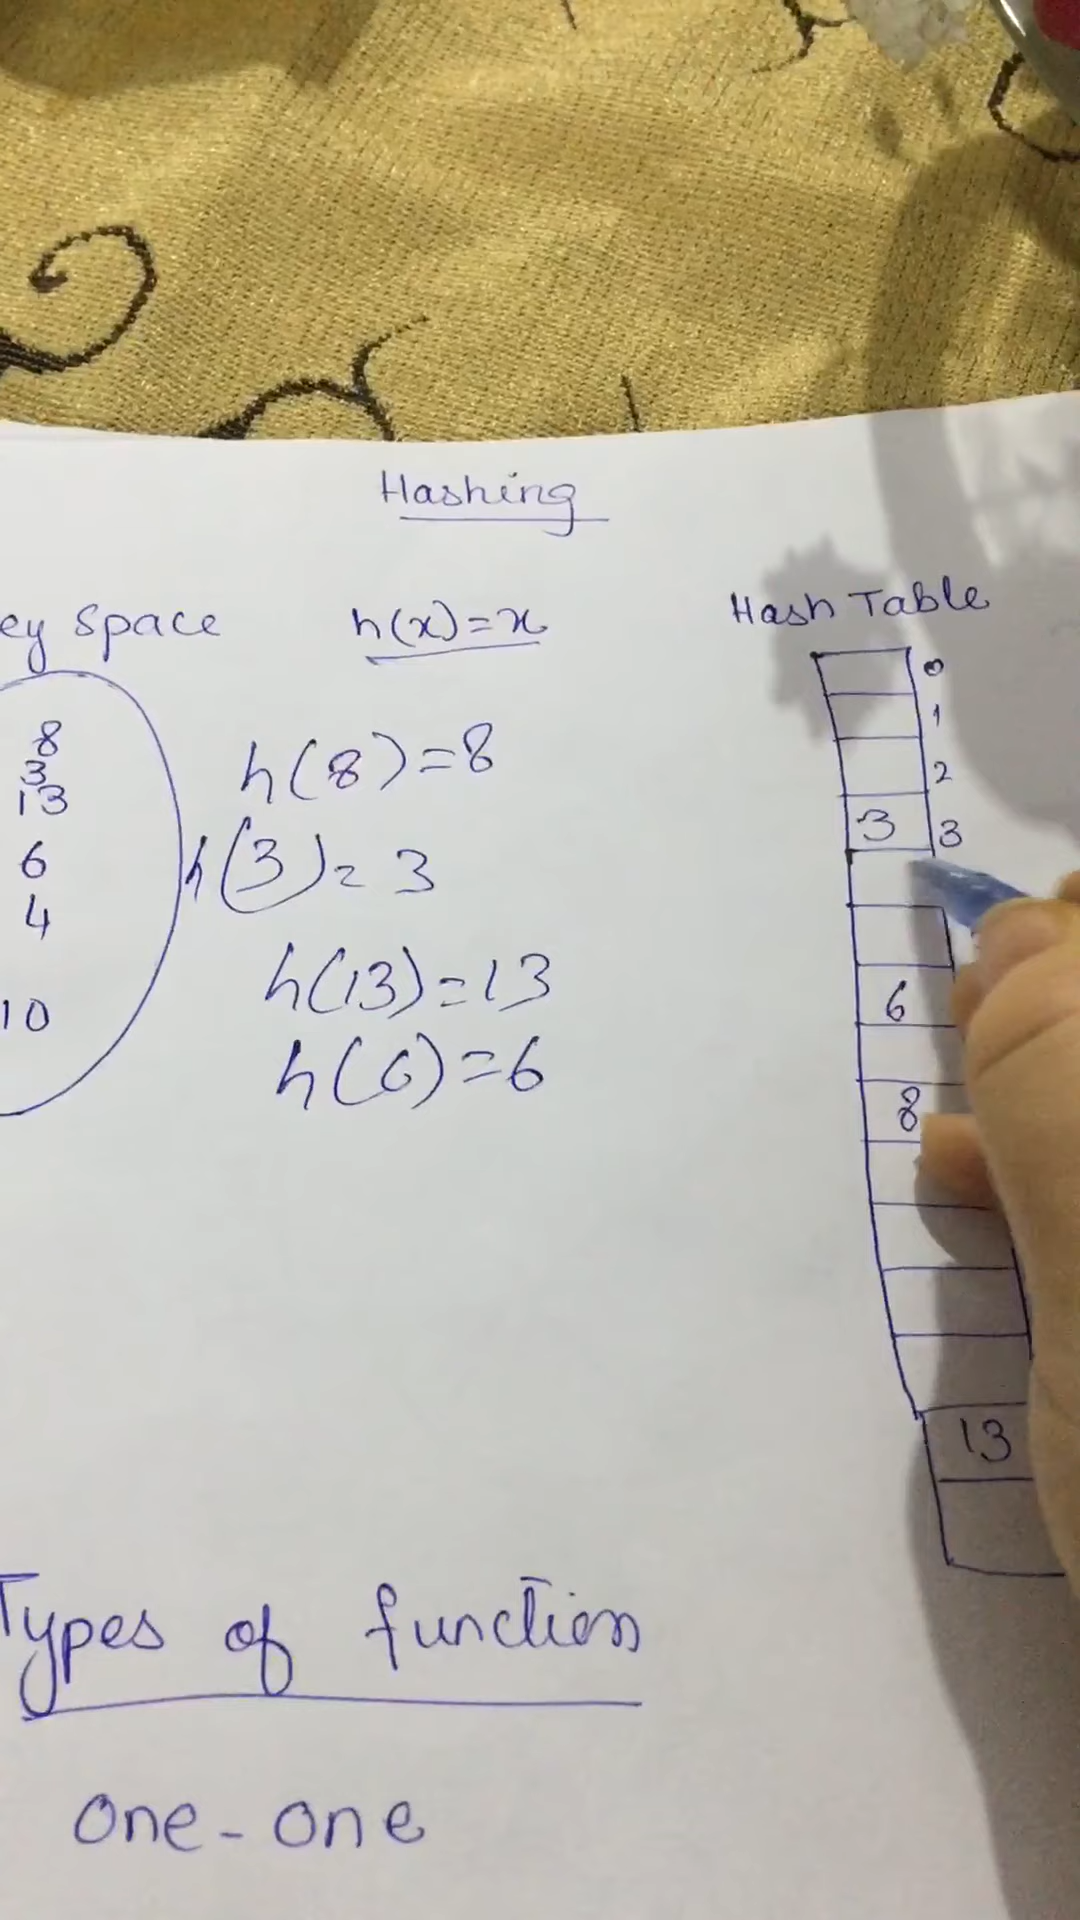 Hashing
ey Space
h(x)=x
Hash Table
8
3
13
6
4
10
h(8)=8
h(3)=3
h(13)=13
h(6)=6
0
1
2
3 3
6
8
13
Types of function
one-one